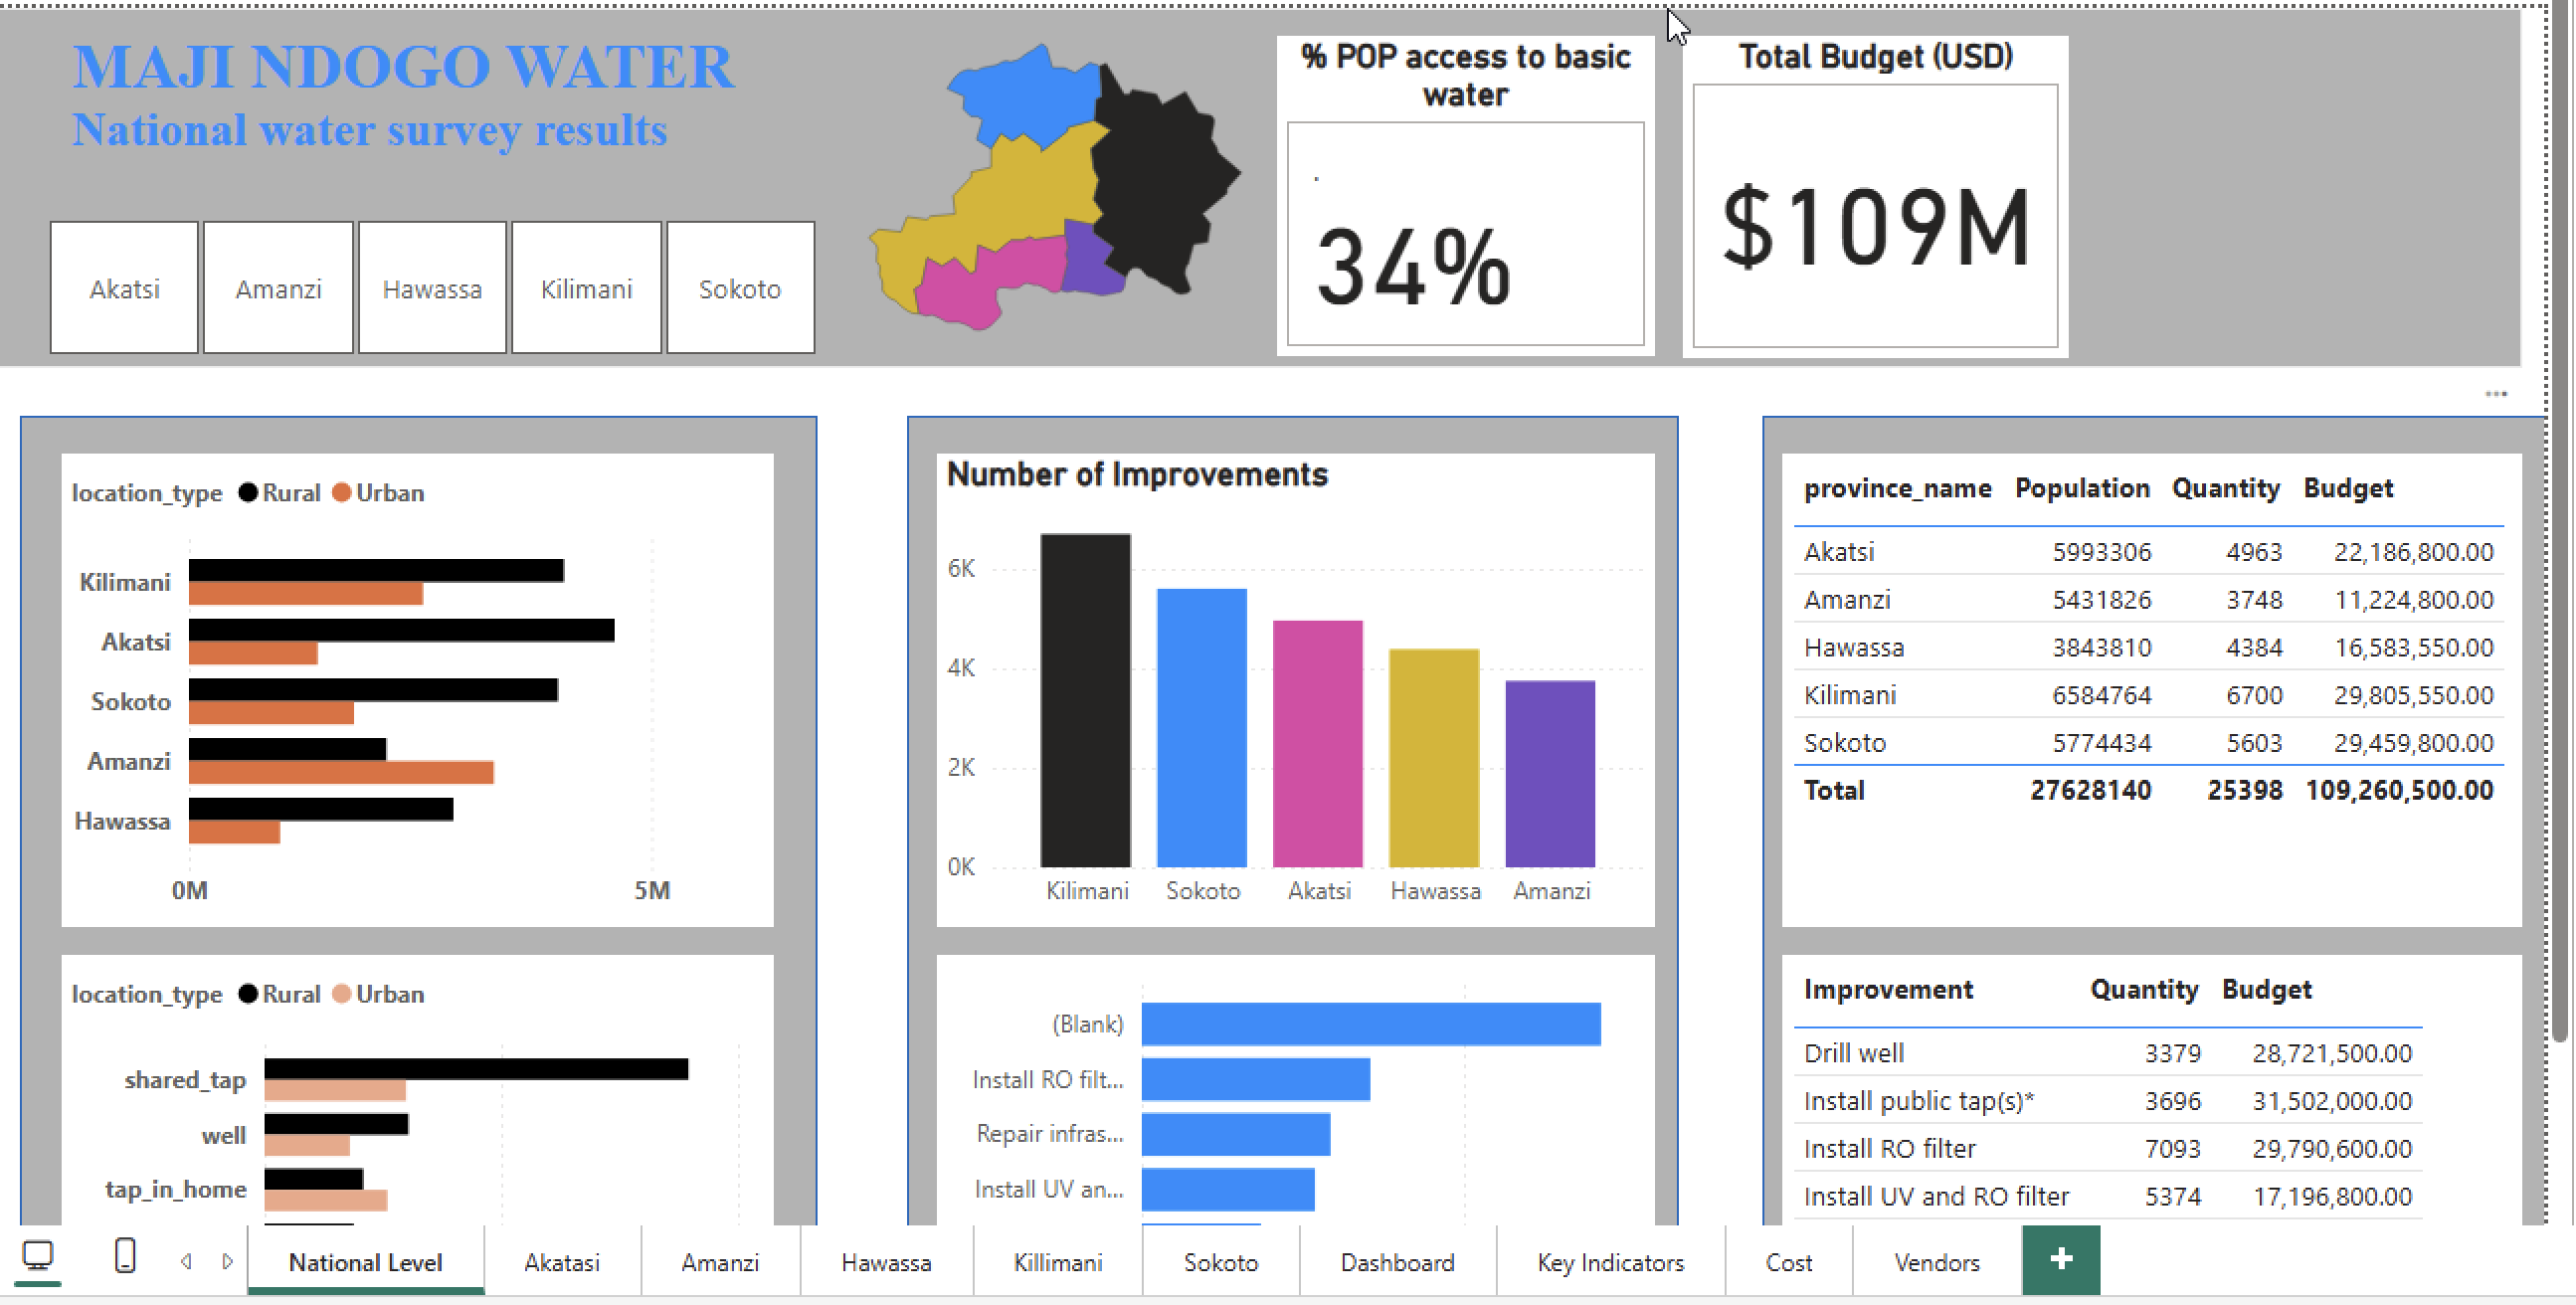 MAJI NDOGO WATER
National water survey results
Akatsi Amanzi Hawassa Kilimani Sokoto
% POP access to basic
water
.
34%
Total Budget (USD)
$109M
location_type Rural Urban
Kilimani
Akatsi
Sokoto
Amanzi
Hawassa
0M 5M
location_type Rural Urban
shared_tap
well
tap_in_home
Number of Improvements
6K
4K
2K
0K
Kilimani Sokoto Akatsi Hawassa Amanzi
(Blank)
Install RO filt...
Repair infras...
Install UV an...
province_name Population Quantity Budget
Akatsi 5993306 4963 22,186,800.00
Amanzi 5431826 3748 11,224,800.00
Hawassa 3843810 4384 16,583,550.00
Kilimani 6584764 6700 29,805,550.00
Sokoto 5774434 5603 29,459,800.00
Total 27628140 25398 109,260,500.00
Improvement Quantity Budget
Drill well 3379 28,721,500.00
Install public tap(s)* 3696 31,502,000.00
Install RO filter 7093 29,790,600.00
Install UV and RO filter 5374 17,196,800.00
National Level Akatasi Amanzi Hawassa Killimani Sokoto Dashboard Key Indicators Cost Vendors +